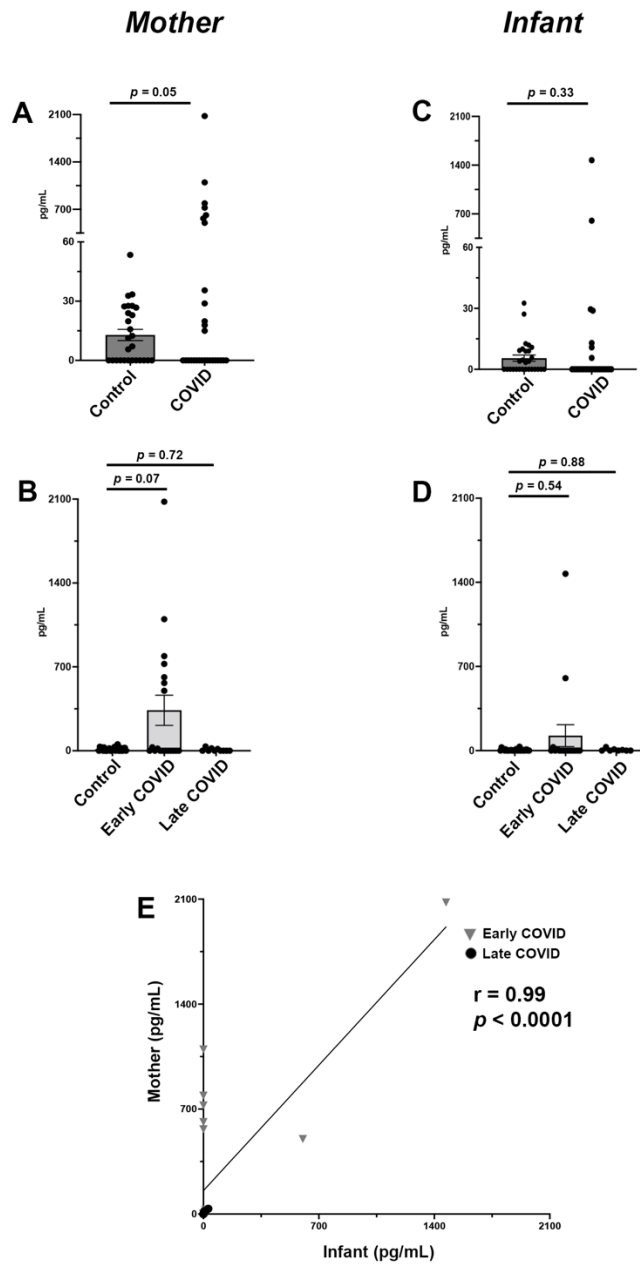 Mother
Infant
A
p = 0.05
2100
1400
700
60
30
0
pg/mL
Control
COVID
C
p = 0.33
2100
1400
700
60
30
0
pg/mL
Control
COVID
B
p = 0.72
p = 0.07
2100
1400
700
0
pg/mL
Control
Early COVID
Late COVID
D
p = 0.88
p = 0.54
2100
1400
700
0
pg/mL
Control
Early COVID
Late COVID
E
2100
1400
700
0
Mother (pg/mL)
Early COVID
Late COVID
r = 0.99
p < 0.0001
0
700
1400
2100
Infant (pg/mL)